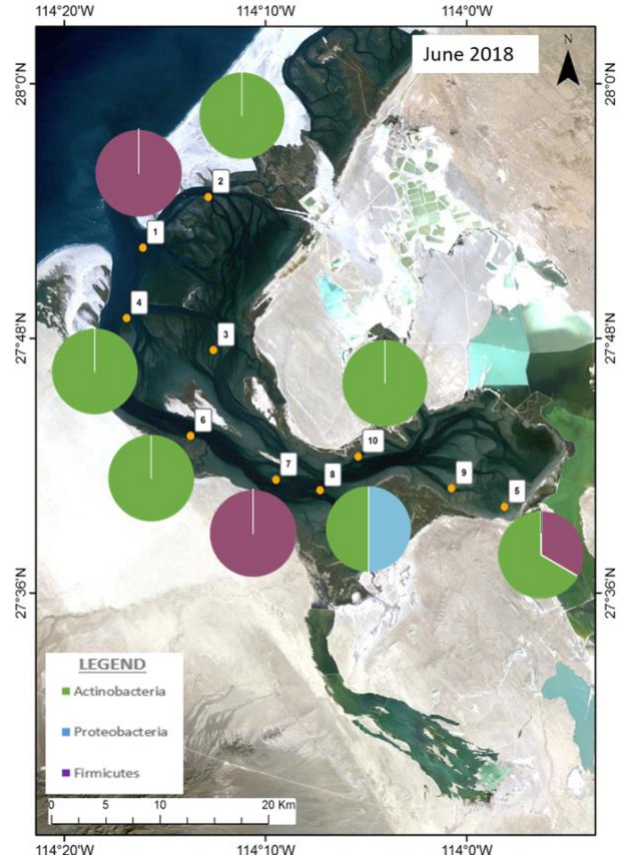 114°20'W 114°10'W 114°0'W
June 2018
N
28°0'N 28°0'N
2
1
4
27°48'N 3 27°48'N
6
10
7 8 9
5
27°36'N 27°36'N
LEGEND
Actinobacteria
Proteobacteria
Firmicutes
0 5 10 20 Km
114°20'W 114°10'W 114°0'W